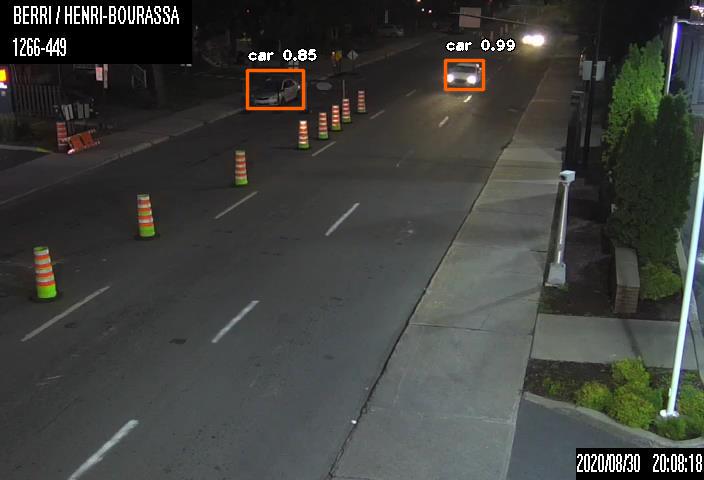 BERRI / HENRI-BOURASSA
1266-449
car 0.85
car 0.99
2020/08/30 20:08:18